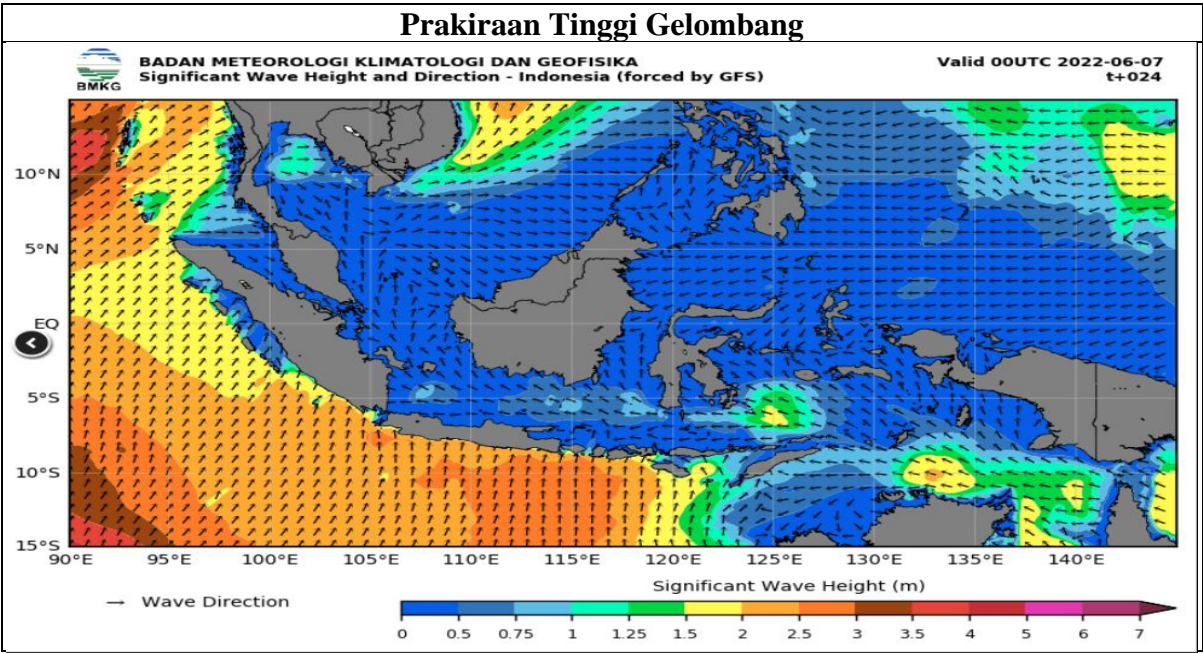 Prakiraan Tinggi Gelombang
BADAN METEOROLOGI KLIMATOLOGI DAN GEOFISIKA
Significant Wave Height and Direction - Indonesia (forced by GFS)
Valid 00UTC 2022-06-07
t+024
BMKG
10°N
5°N
EQ
5°S
10°S
15°S
90°E 95°E 100°E 105°E 110°E 115°E 120°E 125°E 130°E 135°E 140°E
Significant Wave Height (m)
→ Wave Direction
0 0.5 0.75 1 1.25 1.5 2 2.5 3 3.5 4 5 6 7